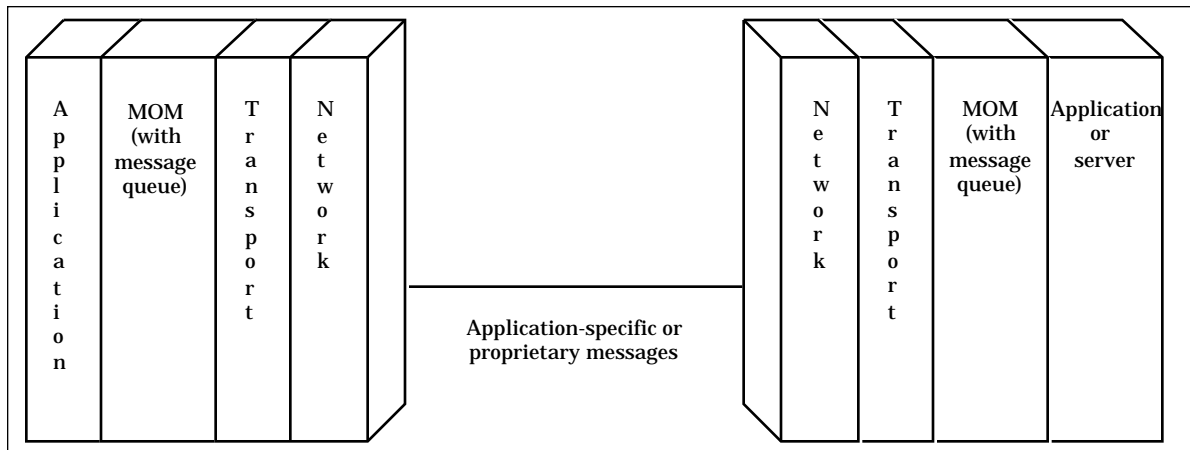 Application
MOM
(with
message
queue)
Transport
Network
Application-specific or
proprietary messages
Network
Transport
MOM
(with
message
queue)
Application
or
server